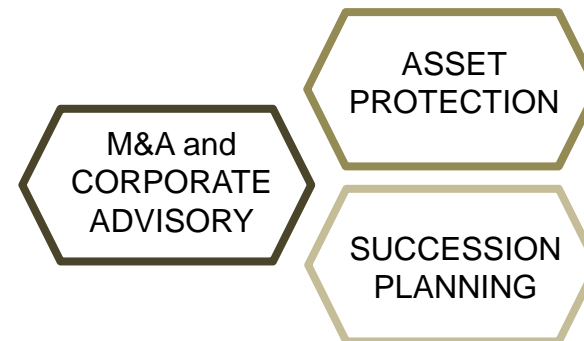 M&A and
CORPORATE
ADVISORY
ASSET
PROTECTION
SUCCESSION
PLANNING